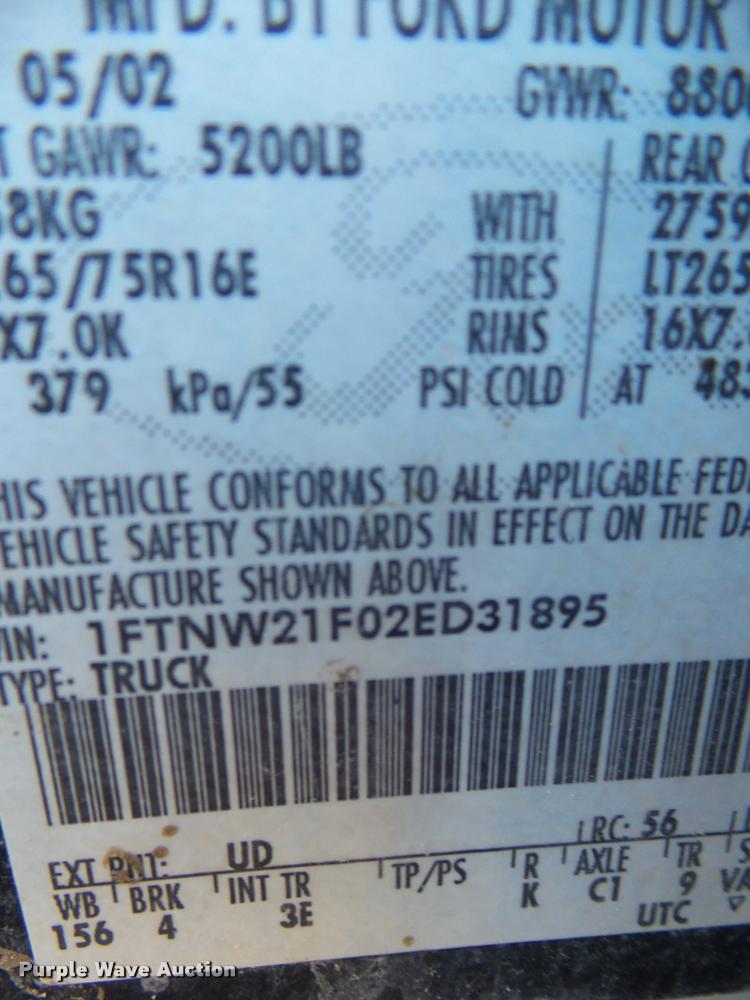 MFD. BY FORD MOTOR
05/02 GVWR: 880
T GAWR: 5200LB REAR
8KG WITH 2759
65/75R16E TIRES LT265
X7.0K RIMS 16X7.
379 kPa/55 PSI COLD AT 48
HIS VEHICLE CONFORMS TO ALL APPLICABLE FED
EHICLE SAFETY STANDARDS IN EFFECT ON THE DA
MANUFACTURE SHOWN ABOVE.
IN: 1FTNW21F02ED31895
TYPE: TRUCK
RC: 56
EXT PNT: UD
WB BRK INT TR TP/PS R AXLE TR S
156 4 3E K C1 9 VA
UTC
Purple Wave Auction